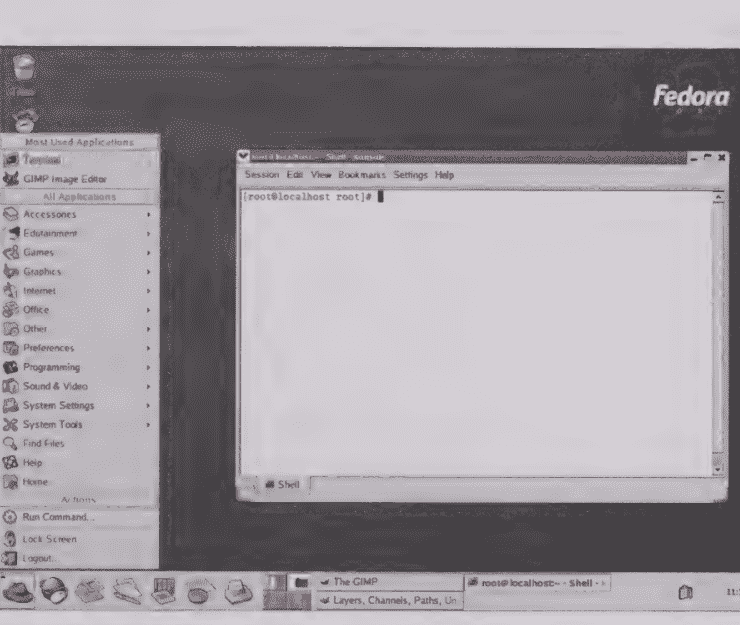 Fedora
Most Used Applications
Terminal
GIMP Image Editor
All Applications
Accessories
Edutainment
Games
Graphics
Internet
Office
Other
Preferences
Programming
Sound & Video
System Settings
System Tools
Find Files
Help
Home
Actions
Run Command...
Lock Screen
Logout...
Shell - Konsole
Session Edit View Bookmarks Settings Help
[root@localhost root]#
Shell
The GIMP
Layers, Channels, Paths, Un
root@localhost:~ - Shell -